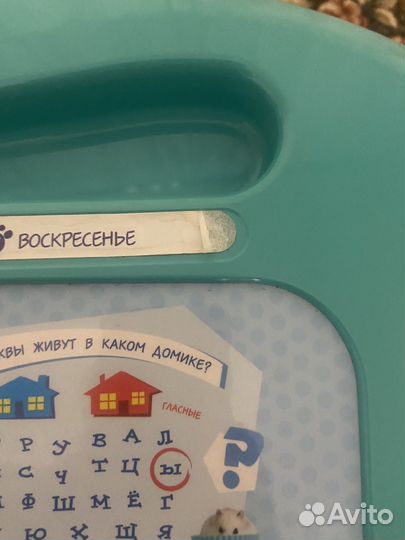 ВОСКРЕСЕНЬЕ
КВЫ ЖИВУТ В КАКОМ ДОМИКЕ?
ГЛАСНЫЕ
Р У В А Л
С Ч Т Ц Ы
Ф Ш М Ё Г
Ю Х Щ Я
?
Avito